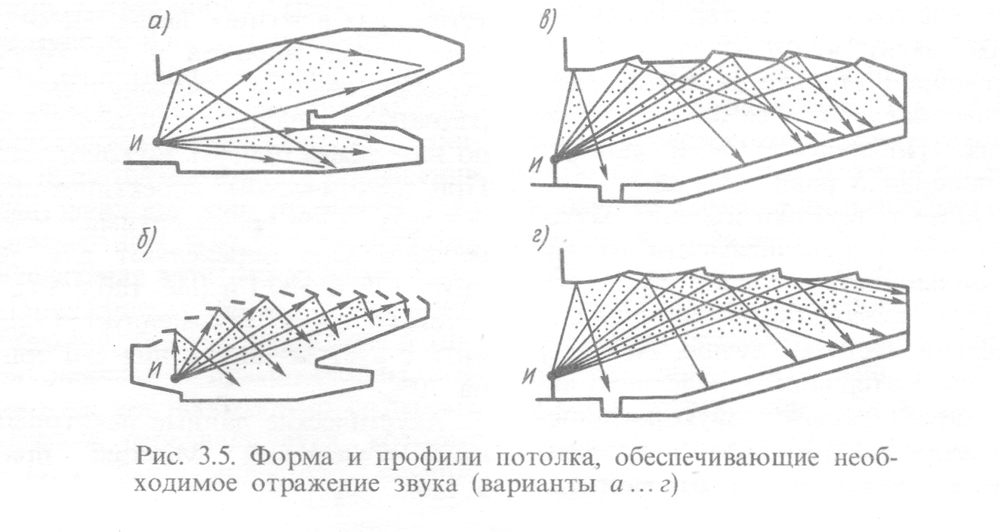 а)
в)
И
И
б)
г)
И
И
Рис. 3.5. Форма и профили потолка, обеспечивающие необ-
ходимое отражение звука (варианты а ... г)